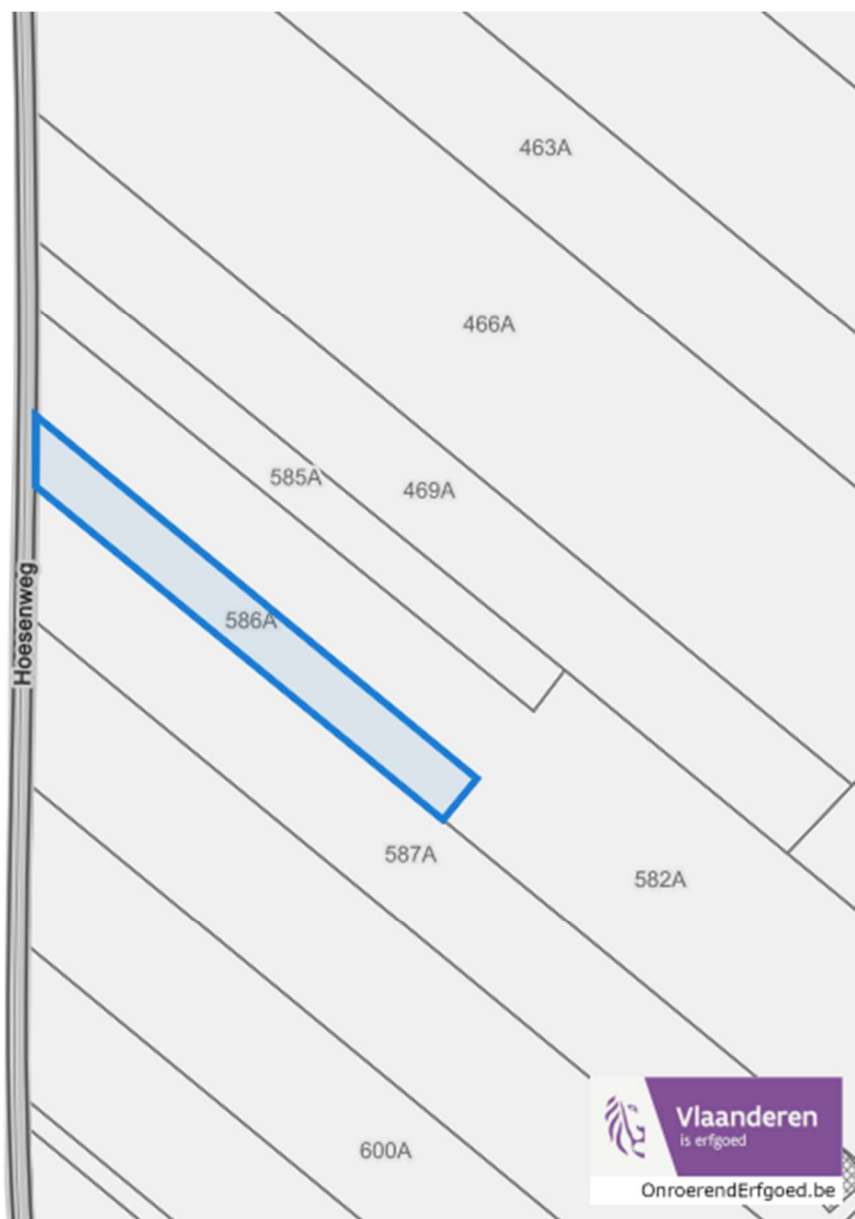 463A
466A
585A
469A
586A
Hoesenweg
587A
582A
600A
Vlaanderen
is erfgoed
OnroerendErfgoed.be